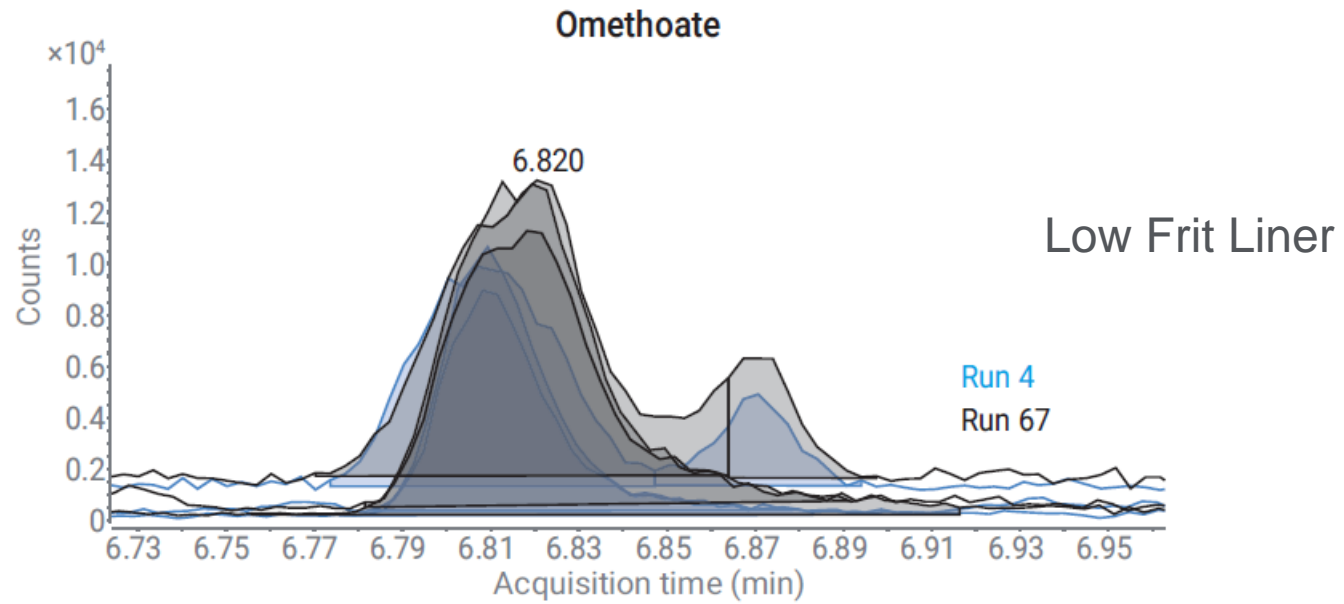 Omethoate
×10⁴
1.6
1.4
1.2
1.0
0.8
0.6
0.4
0.2
0
Counts
6.820
Low Frit Liner
Run 4
Run 67
6.73 6.75 6.77 6.79 6.81 6.83 6.85 6.87 6.89 6.91 6.93 6.95
Acquisition time (min)